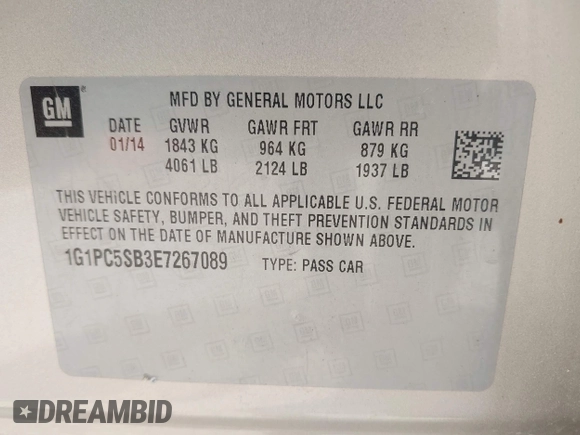 GM
MFD BY GENERAL MOTORS LLC
DATE GVWR GAWR FRT GAWR RR
01/14 1843 KG 964 KG 879 KG
4061 LB 2124 LB 1937 LB
THIS VEHICLE CONFORMS TO ALL APPLICABLE U.S. FEDERAL MOTOR
VEHICLE SAFETY, BUMPER, AND THEFT PREVENTION STANDARDS IN
EFFECT ON THE DATE OF MANUFACTURE SHOWN ABOVE.
1G1PC5SB3E7267089 TYPE: PASS CAR
DREAMBID